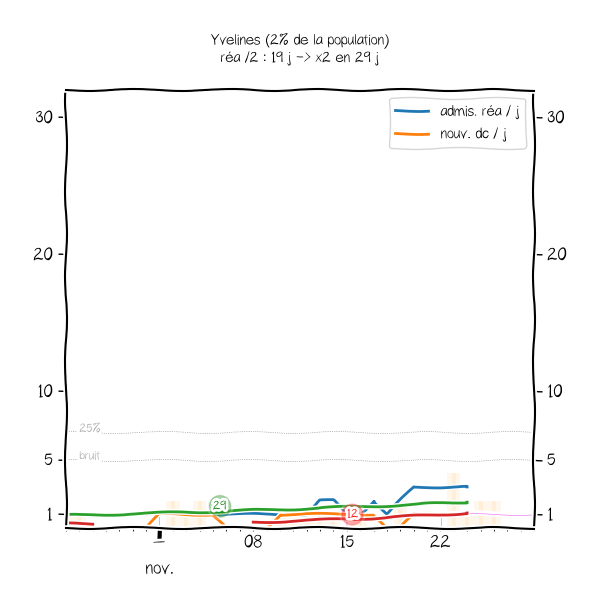 Yvelines (2% de la population)
réa /2 : 19 j -> x2 en 29 j
admis. réa / j
nouv. dc / j
30
30
20
20
10
10
25%
5
bruit
5
29
12
1
1
1
08
15
22
nov.